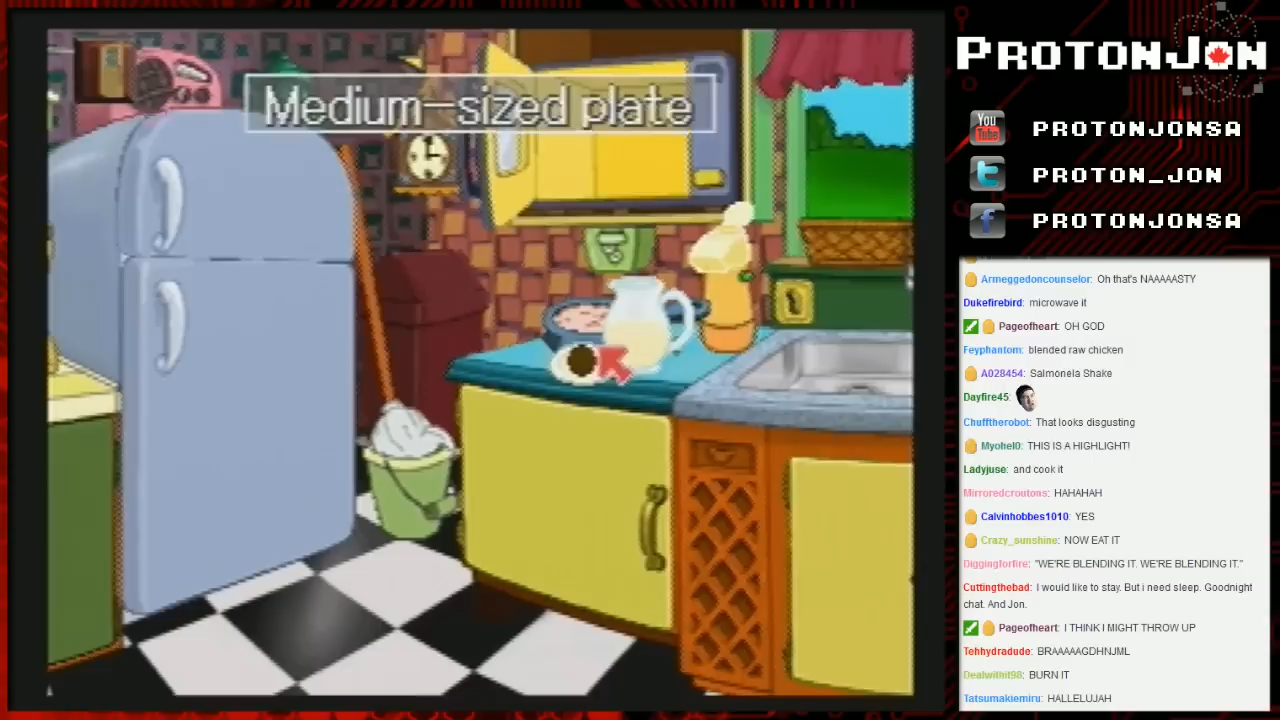 Medium-sized plate
PROTONJON
You
Tube
PROTONJONSA
PROTON_JON
PROTONJONSA
Armeggedoncounselor: Oh that's NAAAAASTY
Dukefirebird: microwave it
Pageofheart: OH GOD
Feyphantom: blended raw chicken
A028454: Salmonela Shake
Dayfire45:
Chufftherobot: That looks disgusting
Myohel0: THIS IS A HIGHLIGHT!
Ladyjuse: and cook it
Mirroredcroutons: HAHAHAH
Calvinhobbes1010: YES
Crazy_sunshine: NOW EAT IT
Diggingforfire: "WE'RE BLENDING IT. WE'RE BLENDING IT."
Cuttingthebad: I would like to stay. But i need sleep. Goodnight
chat. And Jon.
Pageofheart: I THINK I MIGHT THROW UP
Tehhydradude: BRAAAAAGDHNJML
Dealwithit98: BURN IT
Tatsumakiemiru: HALLELUJAH